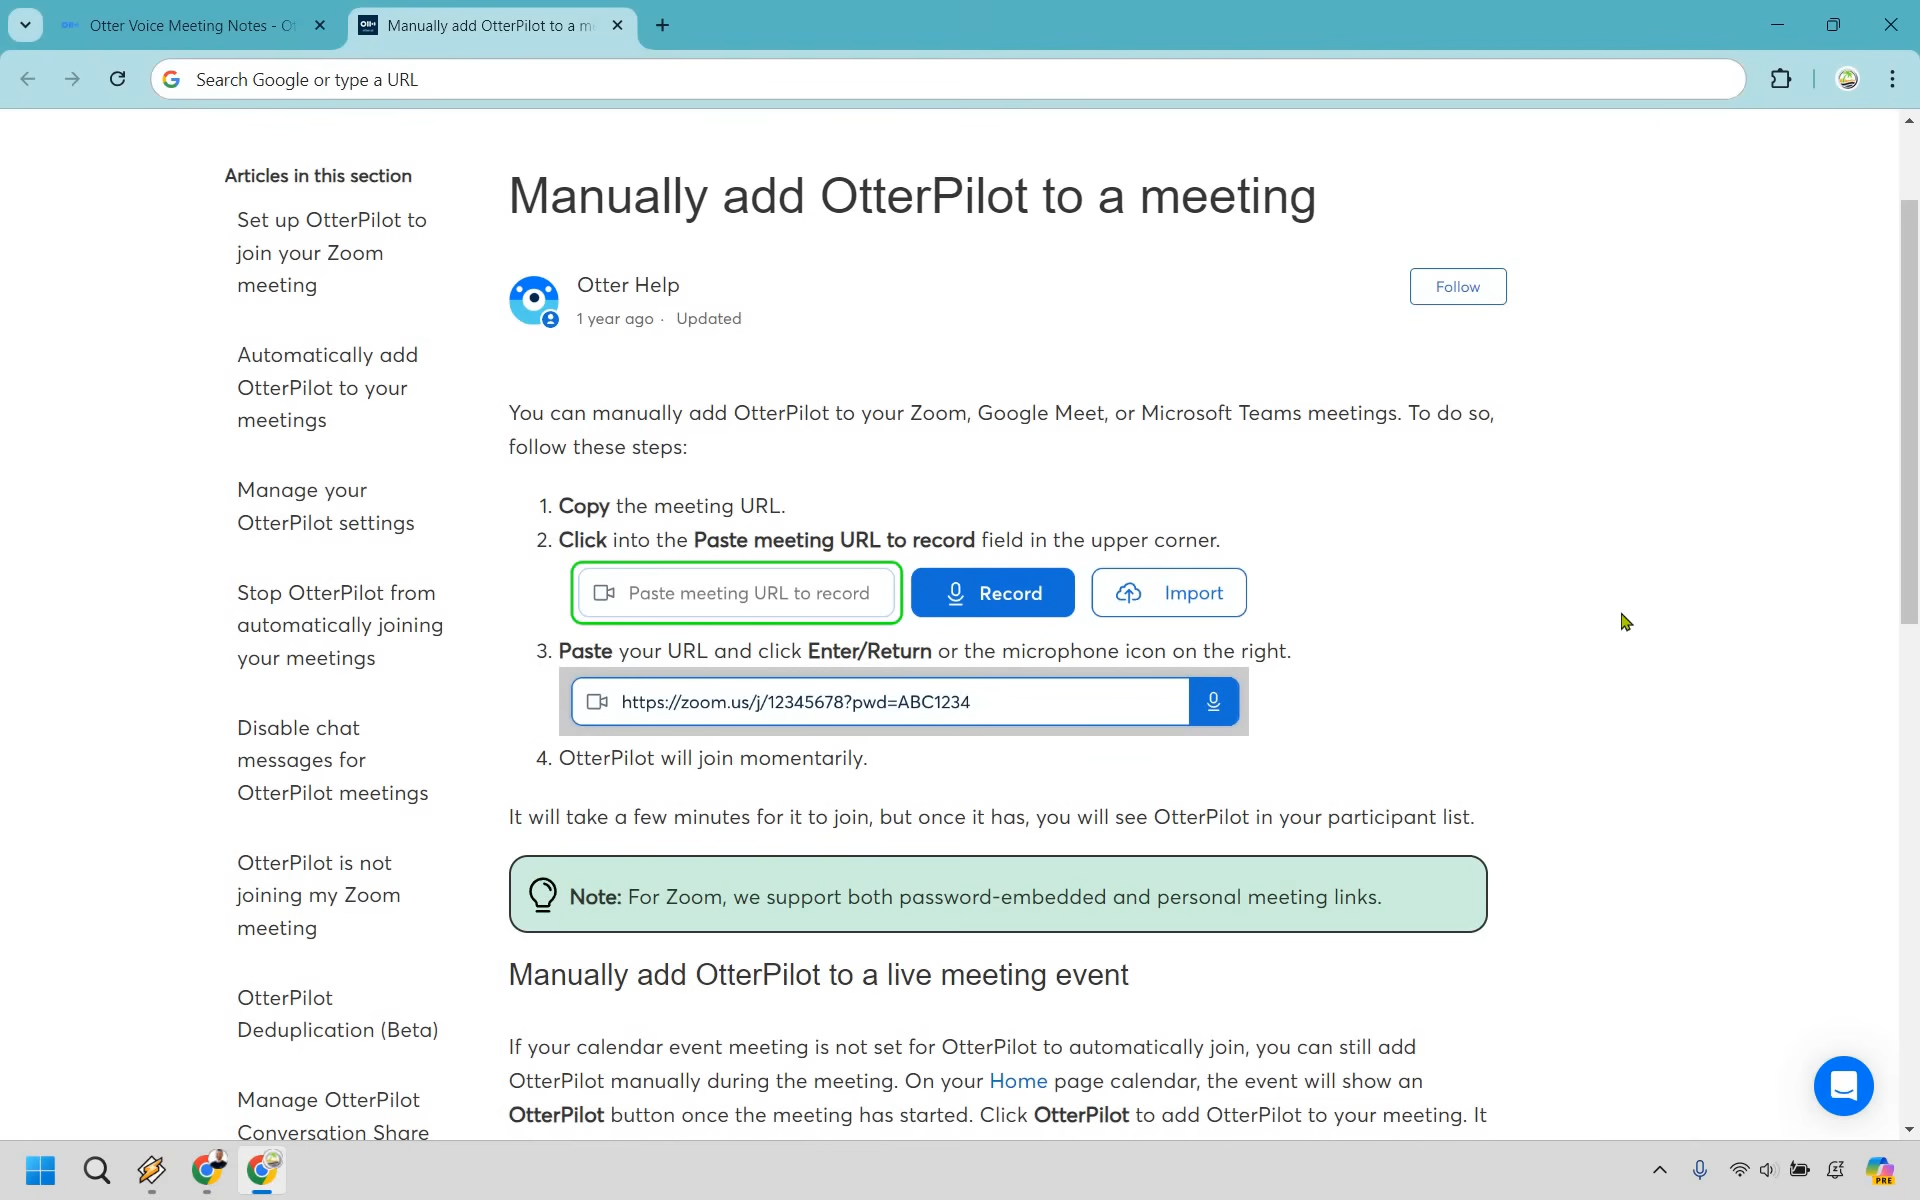 Otter Voice Meeting Notes - Ot
Manually add OtterPilot to a me
Search Google or type a URL
Articles in this section
Set up OtterPilot to
join your Zoom
meeting
Automatically add
OtterPilot to your
meetings
Manage your
OtterPilot settings
Stop OtterPilot from
automatically joining
your meetings
Disable chat
messages for
OtterPilot meetings
OtterPilot is not
joining my Zoom
meeting
OtterPilot
Deduplication (Beta)
Manage OtterPilot
Conversation Share
Manually add OtterPilot to a meeting
Otter Help
1 year ago · Updated
Follow
You can manually add OtterPilot to your Zoom, Google Meet, or Microsoft Teams meetings. To do so,
follow these steps:
1. Copy the meeting URL.
2. Click into the Paste meeting URL to record field in the upper corner.
Paste meeting URL to record
Record
Import
3. Paste your URL and click Enter/Return or the microphone icon on the right.
https://zoom.us/j/12345678?pwd=ABC1234
4. OtterPilot will join momentarily.
It will take a few minutes for it to join, but once it has, you will see OtterPilot in your participant list.
Note: For Zoom, we support both password-embedded and personal meeting links.
Manually add OtterPilot to a live meeting event
If your calendar event meeting is not set for OtterPilot to automatically join, you can still add
OtterPilot manually during the meeting. On your Home page calendar, the event will show an
OtterPilot button once the meeting has started. Click OtterPilot to add OtterPilot to your meeting. It
PRE